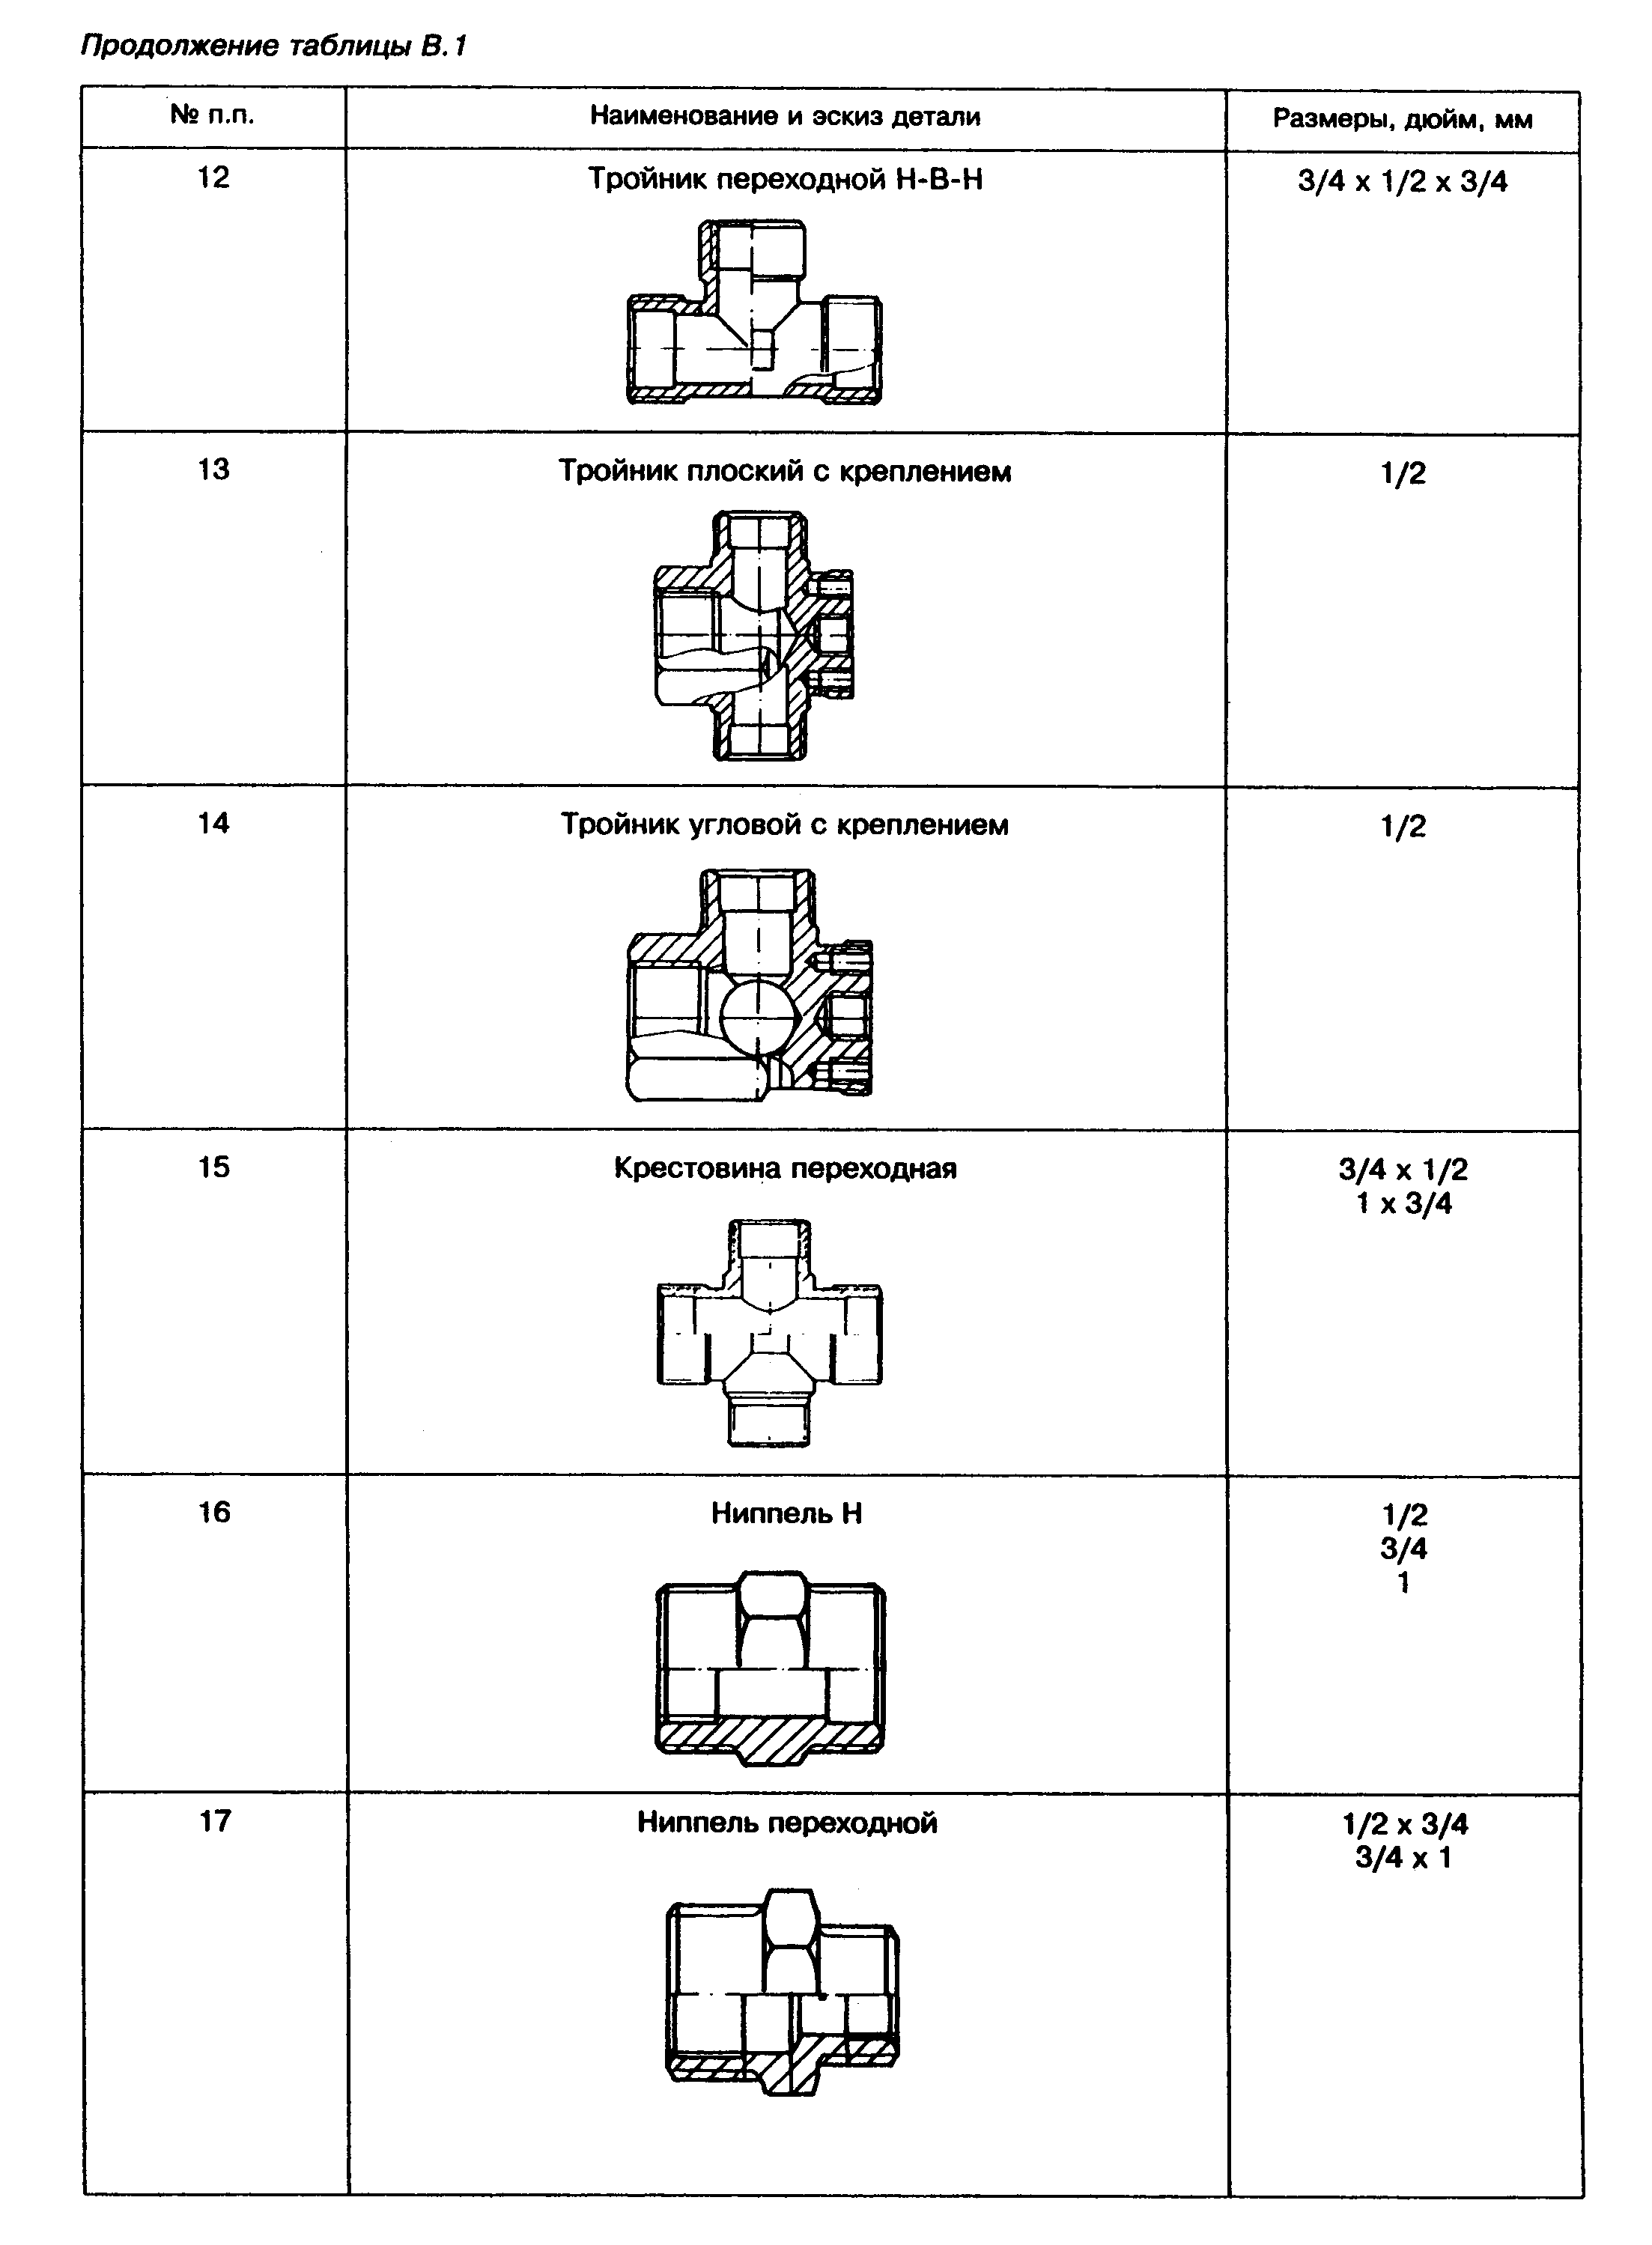 Продолжение таблицы В.1
№ п.п.
Наименование и эскиз детали
Размеры, дюйм, мм
12
Тройник переходной Н-В-Н
3/4 x 1/2 x 3/4
13
Тройник плоский с креплением
1/2
14
Тройник угловой с креплением
1/2
15
Крестовина переходная
3/4 x 1/2
1 x 3/4
16
Ниппель Н
1/2
3/4
1
17
Ниппель переходной
1/2 x 3/4
3/4 x 1